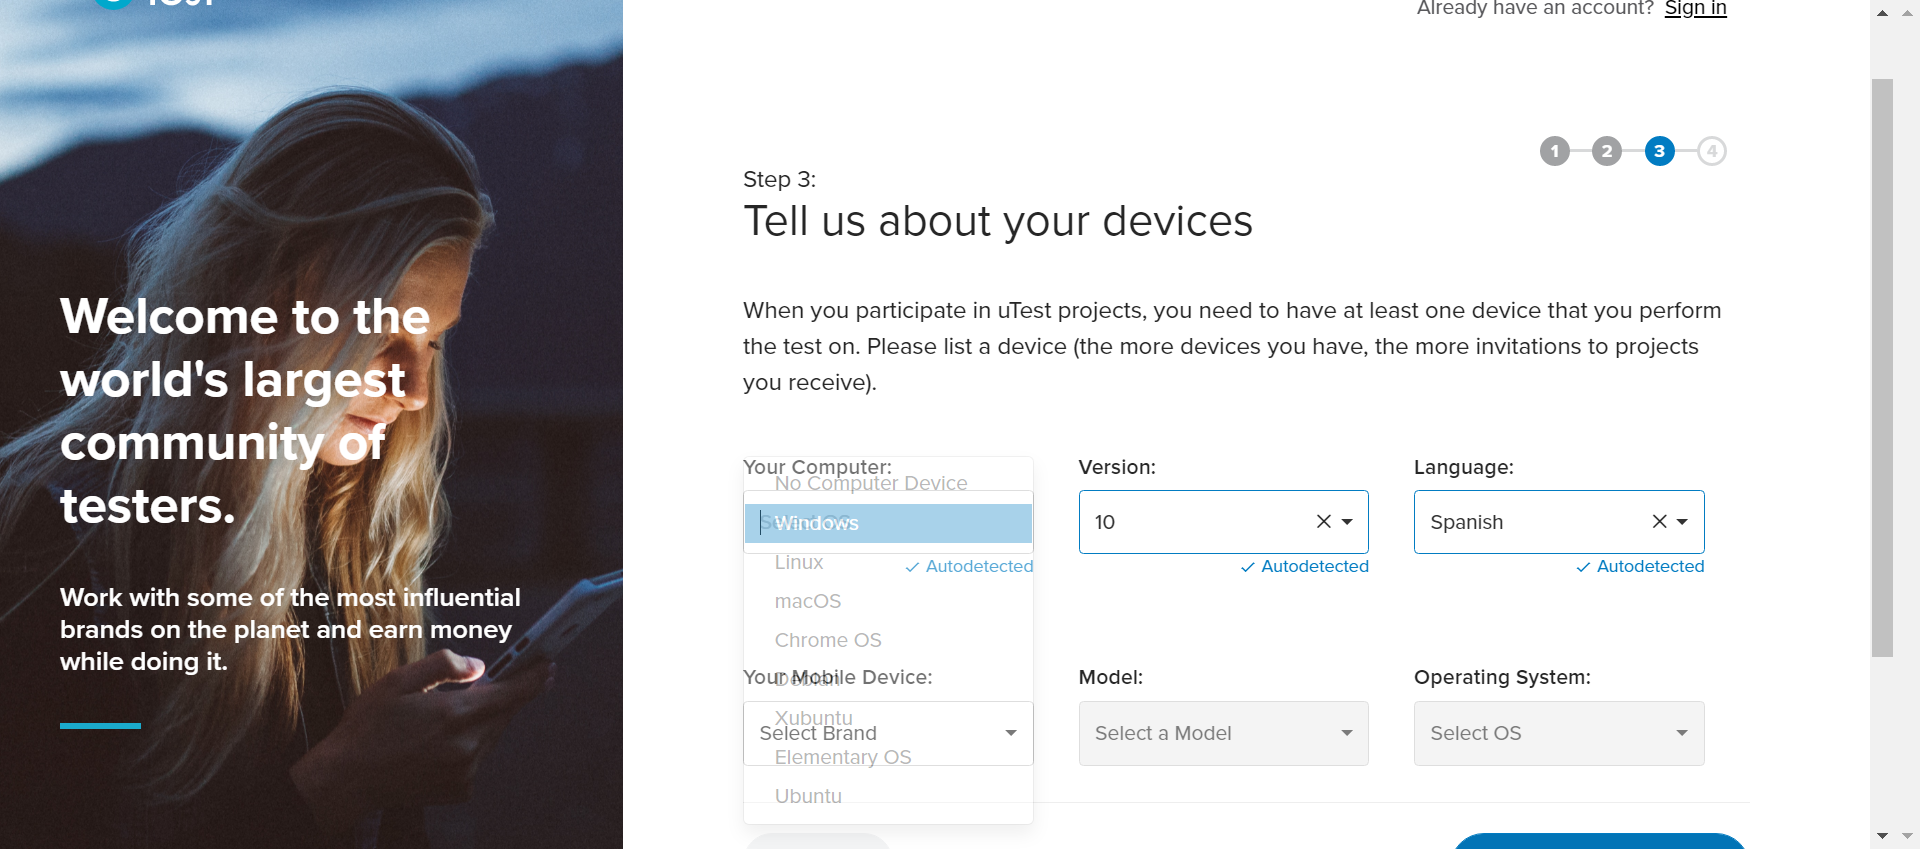 Already have an account? Sign in
1 2 3 4
Step 3:
Tell us about your devices
When you participate in uTest projects, you need to have at least one device that you perform
the test on. Please list a device (the more devices you have, the more invitations to projects
you receive).
Welcome to the
world's largest
community of
testers.
Work with some of the most influential
brands on the planet and earn money
while doing it.
Your Computer:
No Computer Device
Select OS
Windows
Autodetected
Linux
macOS
Chrome OS
Debian
Xubuntu
Elementary OS
Ubuntu
Version:
10
Autodetected
Language:
Spanish
Autodetected
Your Mobile Device:
Select Brand
Model:
Select a Model
Operating System:
Select OS